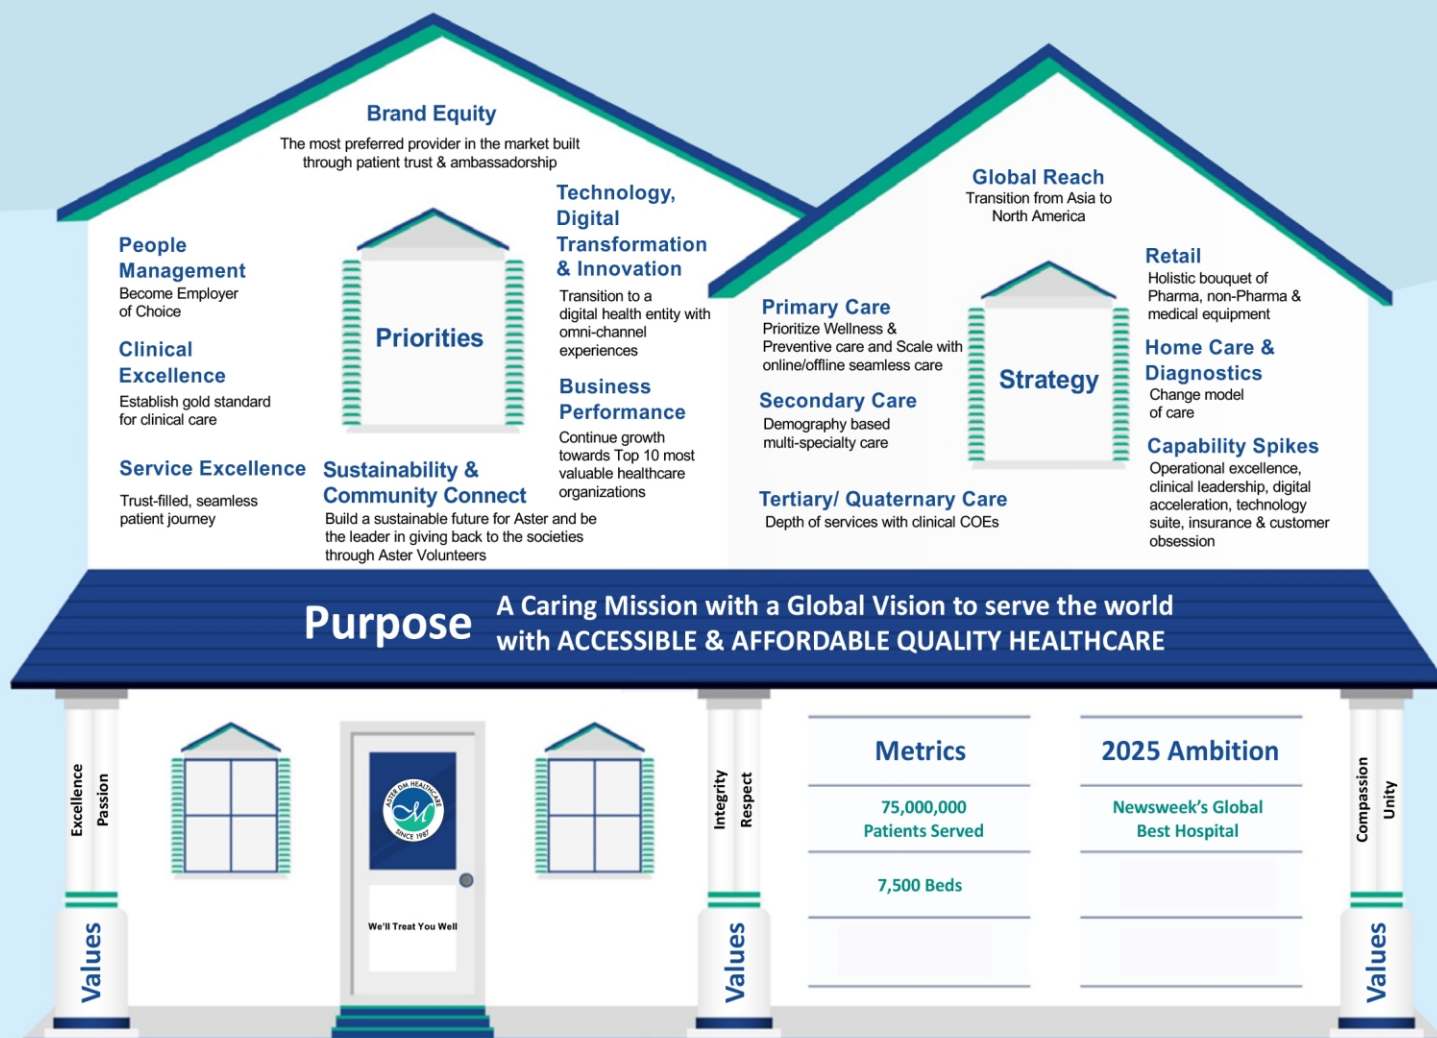 Brand Equity
The most preferred provider in the market built
through patient trust & ambassadorship
People
Management
Become Employer
of Choice
Clinical
Excellence
Establish gold standard
for clinical care
Service Excellence
Trust-filled, seamless
patient journey
Priorities
Technology,
Digital
Transformation
& Innovation
Transition to a
digital health entity with
omni-channel
experiences
Business
Performance
Continue growth
towards Top 10 most
valuable healthcare
organizations
Sustainability &
Community Connect
Build a sustainable future for Aster and be
the leader in giving back to the societies
through Aster Volunteers
Global Reach
Transition from Asia to
North America
Primary Care
Prioritize Wellness &
Preventive care and Scale with
online/offline seamless care
Secondary Care
Demography based
multi-specialty care
Tertiary/ Quaternary Care
Depth of services with clinical COEs
Strategy
Retail
Holistic bouquet of
Pharma, non-Pharma &
medical equipment
Home Care &
Diagnostics
Change model
of care
Capability Spikes
Operational excellence,
clinical leadership, digital
acceleration, technology
suite, insurance & customer
obsession
Purpose
A Caring Mission with a Global Vision to serve the world
with ACCESSIBLE & AFFORDABLE QUALITY HEALTHCARE
Excellence
Passion
Values
ASTER DM HEALTHCARE
SINCE 1987
We'll Treat You Well
Integrity
Respect
Values
Metrics
75,000,000
Patients Served
7,500 Beds
2025 Ambition
Newsweek's Global
Best Hospital
Compassion
Unity
Values